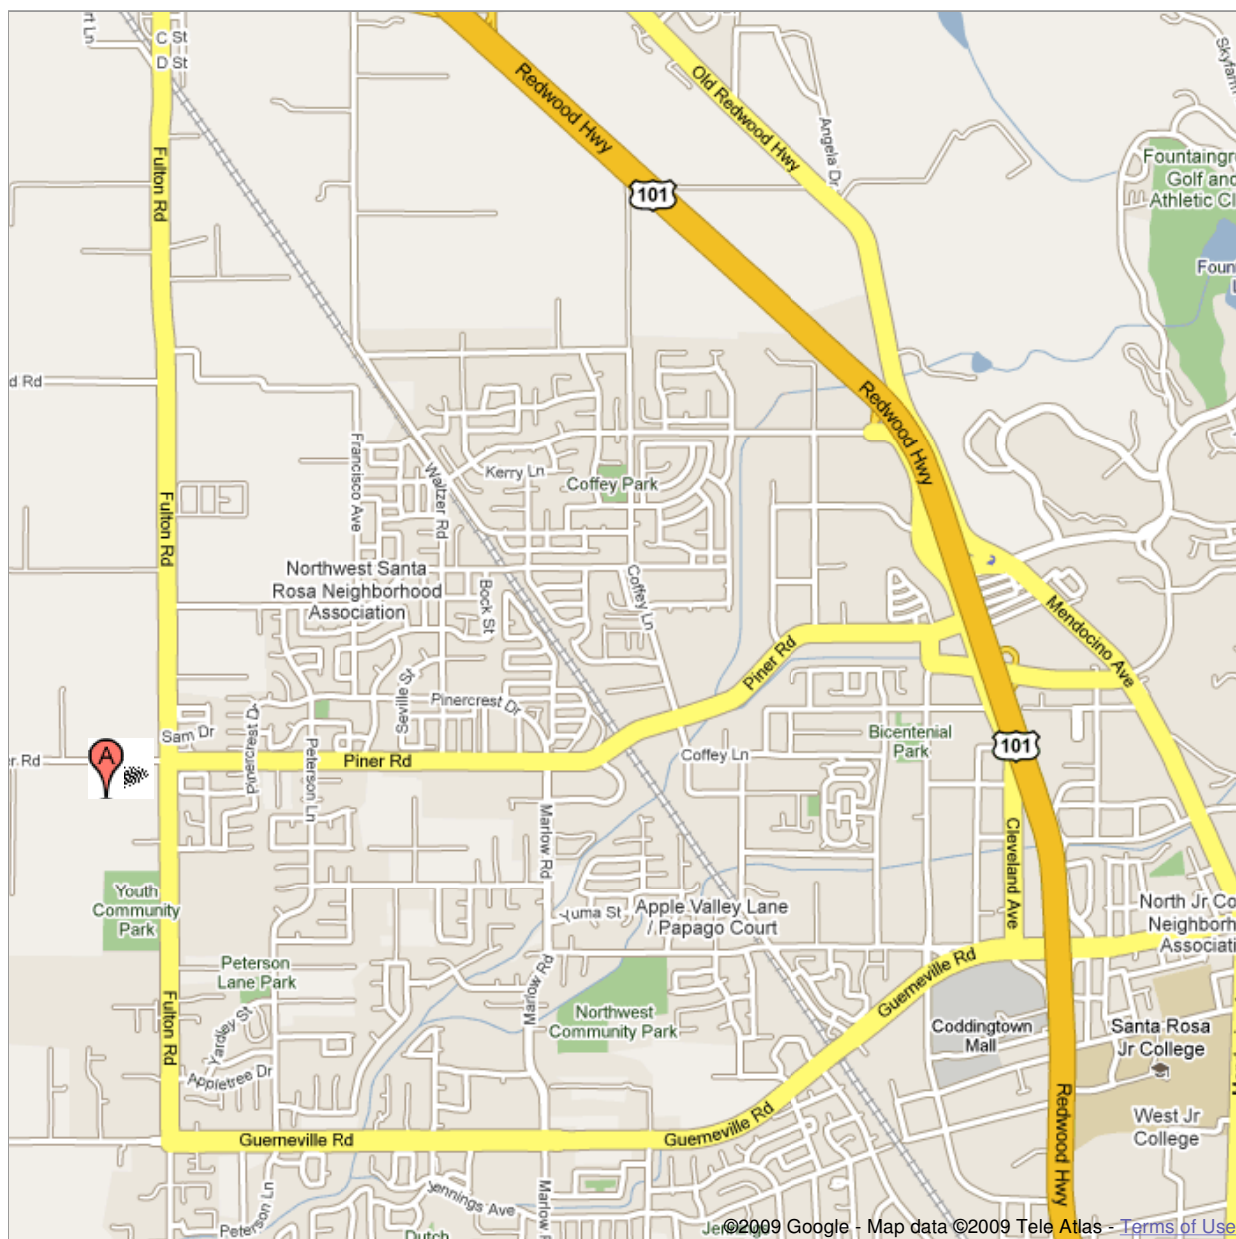 rt Ln
C St
D St
Redwood Hwy
Old Redwood Hwy
Skyfarm
Angela Dr
Fulton Rd
101
Fountaingr
Golf and
Athletic Cl
Foun
L
d Rd
Redwood Hwy
Francisco Ave
Waltzer Rd
Kerry Ln
Coffey Park
Fulton Rd
Northwest Santa
Rosa Neighborhood
Association
Bock St
Coffey Ln
Mendocino Ave
Piner Rd
Seville St
Pinercrest Dr
Sam Dr
Pinercrest Dr
Peterson Ln
Bicentenial
Park
101
r Rd
A
Piner Rd
Coffey Ln
Marlow Rd
Cleveland Ave
Youth
Community
Park
Yuma St
Apple Valley Lane
/ Papago Court
North Jr Co
Neighborh
Associati
Peterson
Lane Park
Marlow Rd
Guerneville Rd
Fulton Rd
Yardley St
Northwest
Community Park
Coddingtown
Mall
Santa Rosa
Jr College
Appletree Dr
Guerneville Rd
Guerneville Rd
West Jr
College
Redwood Hwy
Peterson Ln
Jennings Ave
Marlow R
Dutch
©2009 Google - Map data ©2009 Tele Atlas - Terms of Use